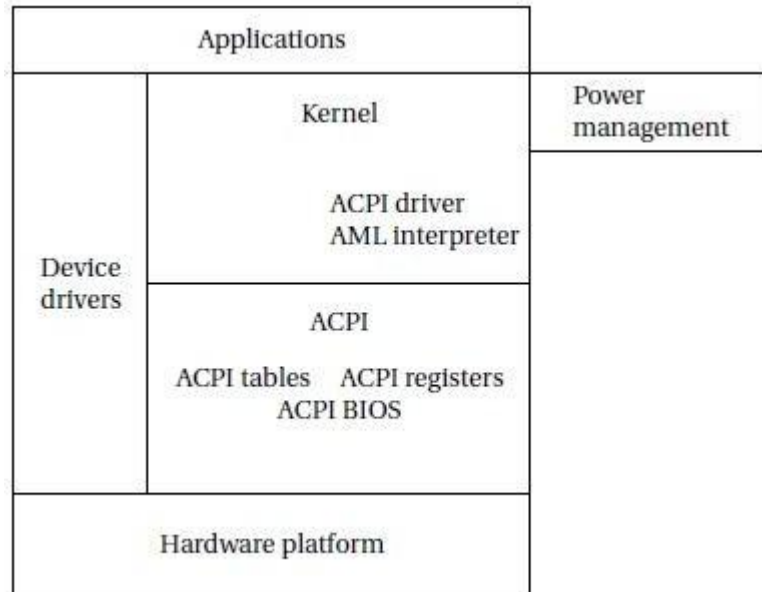 Applications
Kernel
Power
management
ACPI driver
AML interpreter
Device
drivers
ACPI
ACPI tables ACPI registers
ACPI BIOS
Hardware platform